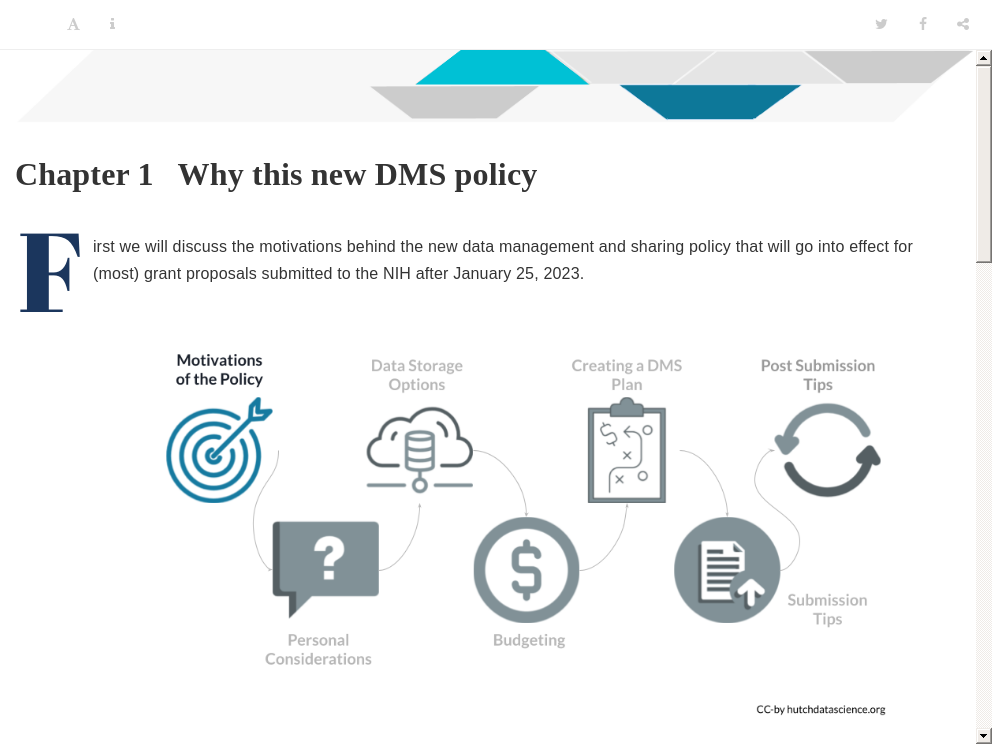 Chapter 1 Why this new DMS policy
First we will discuss the motivations behind the new data management and sharing policy that will go into effect for
(most) grant proposals submitted to the NIH after January 25, 2023.
Motivations
of the Policy
Data Storage
Options
Creating a DMS
Plan
Post Submission
Tips
Personal
Considerations
Budgeting
Submission
Tips
CC-by hutchdatascience.org